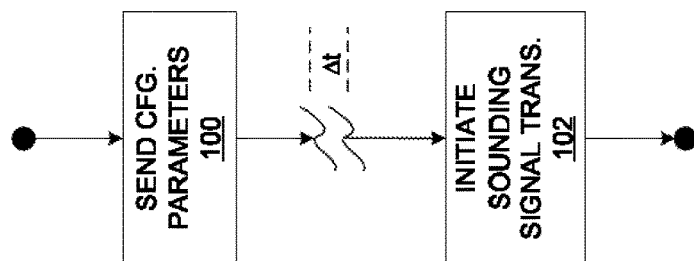 SEND CFG.
PARAMETERS
100
Δt
INITIATE
SOUNDING
SIGNAL TRANS.
102